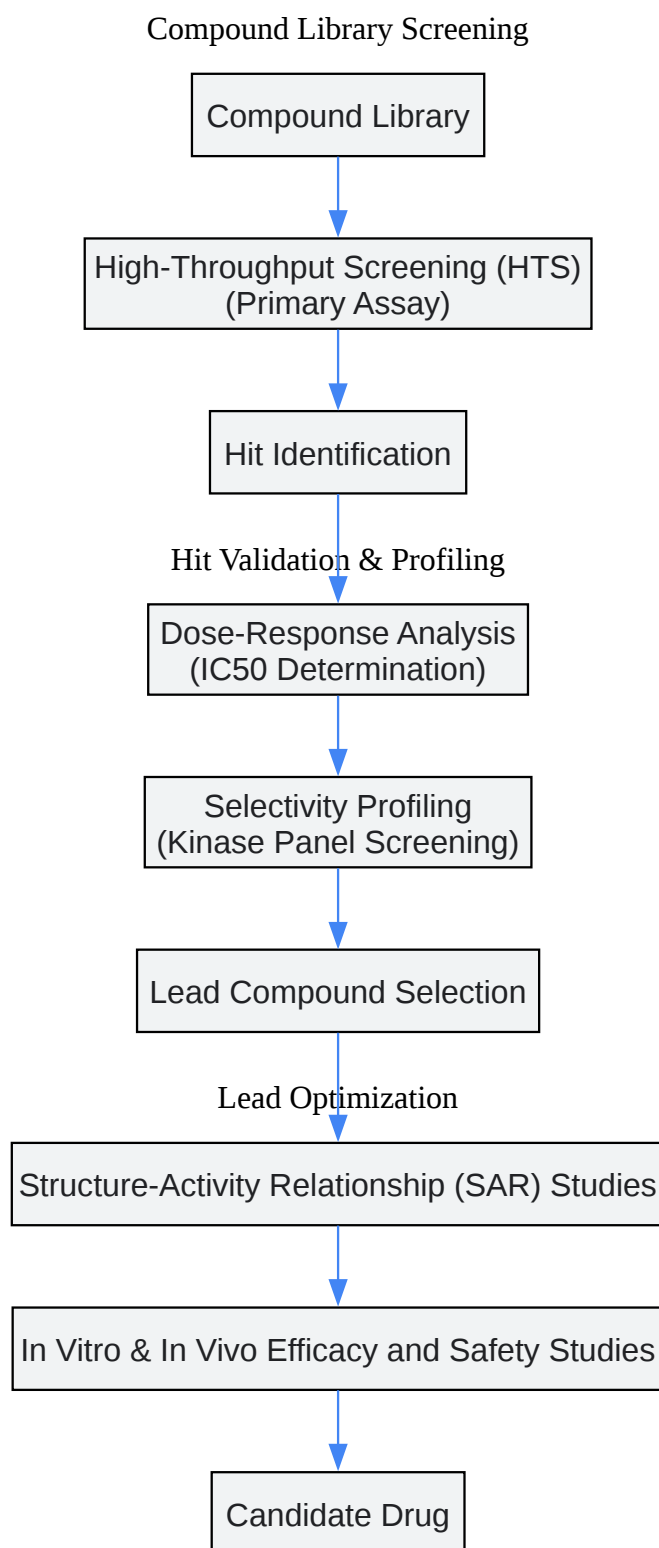 Compound Library Screening
Compound Library
High-Throughput Screening (HTS)
(Primary Assay)
Hit Identification
Hit Validation & Profiling
Dose-Response Analysis
(IC50 Determination)
Selectivity Profiling
(Kinase Panel Screening)
Lead Compound Selection
Lead Optimization
Structure-Activity Relationship (SAR) Studies
In Vitro & In Vivo Efficacy and Safety Studies
Candidate Drug